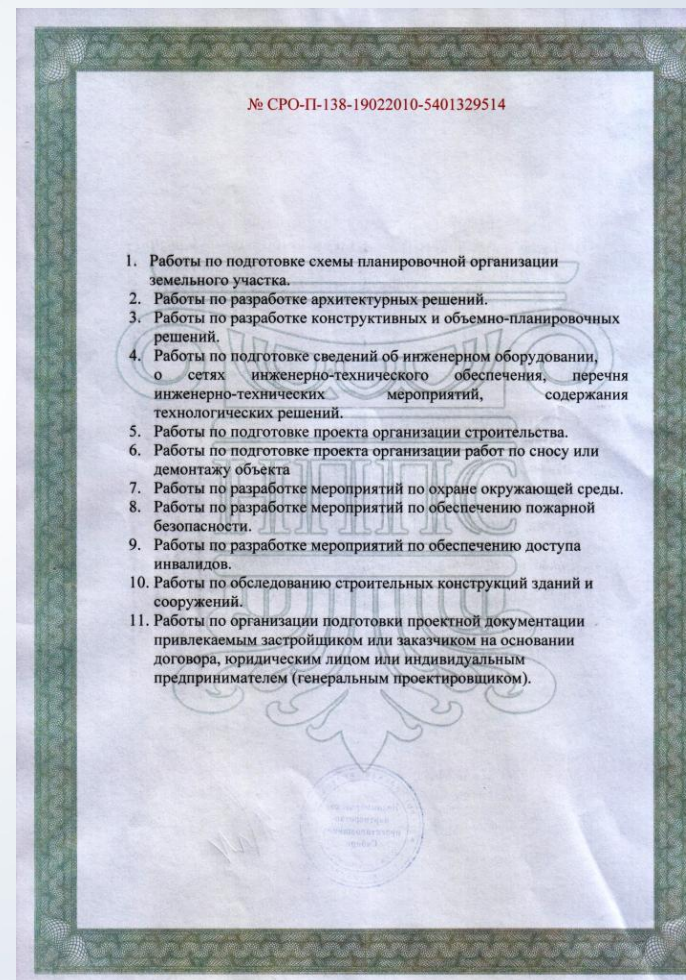 № СРО-П-138-19022010-5401329514
1. Работы по подготовке схемы планировочной организации
земельного участка.
2. Работы по разработке архитектурных решений.
3. Работы по разработке конструктивных и объемно-планировочных
решений.
4. Работы по подготовке сведений об инженерном оборудовании,
о сетях инженерно-технического обеспечения, перечня
инженерно-технических мероприятий, содержания
технологических решений.
5. Работы по подготовке проекта организации строительства.
6. Работы по подготовке проекта организации работ по сносу или
демонтажу объекта
7. Работы по разработке мероприятий по охране окружающей среды.
8. Работы по разработке мероприятий по обеспечению пожарной
безопасности.
9. Работы по разработке мероприятий по обеспечению доступа
инвалидов.
10. Работы по обследованию строительных конструкций зданий и
сооружений.
11. Работы по организации подготовки проектной документации
привлекаемым застройщиком или заказчиком на основании
договора, юридическим лицом или индивидуальным
предпринимателем (генеральным проектировщиком).